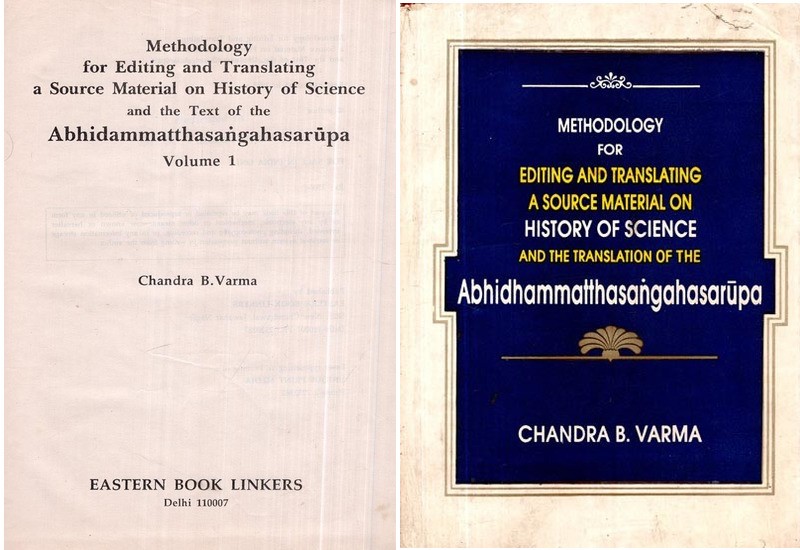 Methodology
for Editing and Translating
a Source Material on History of Science
and the Text of the
Abhidammatthasaṅgahasarūpa
Volume 1
Chandra B.Varma
EASTERN BOOK LINKERS
Delhi 110007
METHODOLOGY
FOR
EDITING AND TRANSLATING
A SOURCE MATERIAL ON
HISTORY OF SCIENCE
AND THE TRANSLATION OF THE
Abhidhammatthasaṅgahasarūpa
CHANDRA B. VARMA